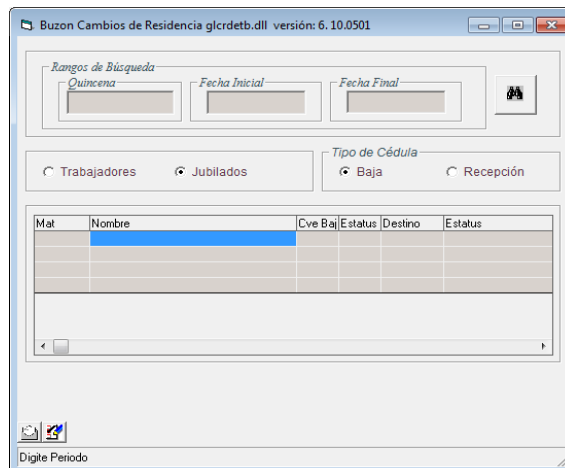 Buzon Cambios de Residencia glcrdetb.dll versión: 6. 10.0501
Rangos de Búsqueda
Quincena Fecha Inicial Fecha Final
Tipo de Cédula
Trabajadores Jubilados Baja Recepción
Mat Nombre Cve Baj Estatus Destino Estatus
Digite Periodo